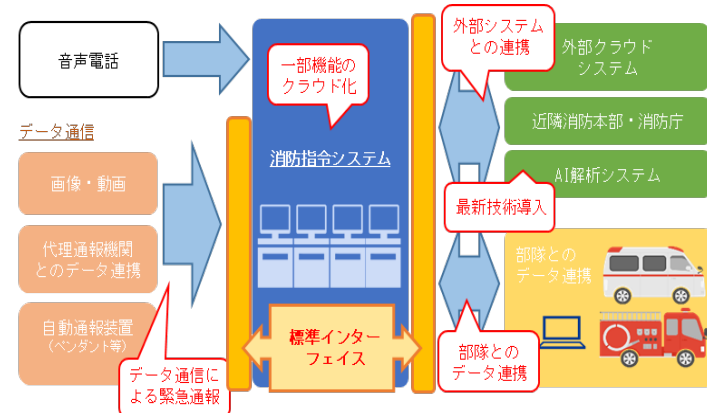 音声電話
データ通信
画像・動画
代理通報機関
とのデータ連携
自動通報装置
(ペンダント等)
データ通信に
よる緊急通報
一部機能の
クラウド化
消防指令システム
標準インター
フェイス
外部システム
との連携
外部クラウド
システム
近隣消防本部・消防庁
AI解析システム
最新技術導入
部隊との
データ連携
部隊との
データ連携